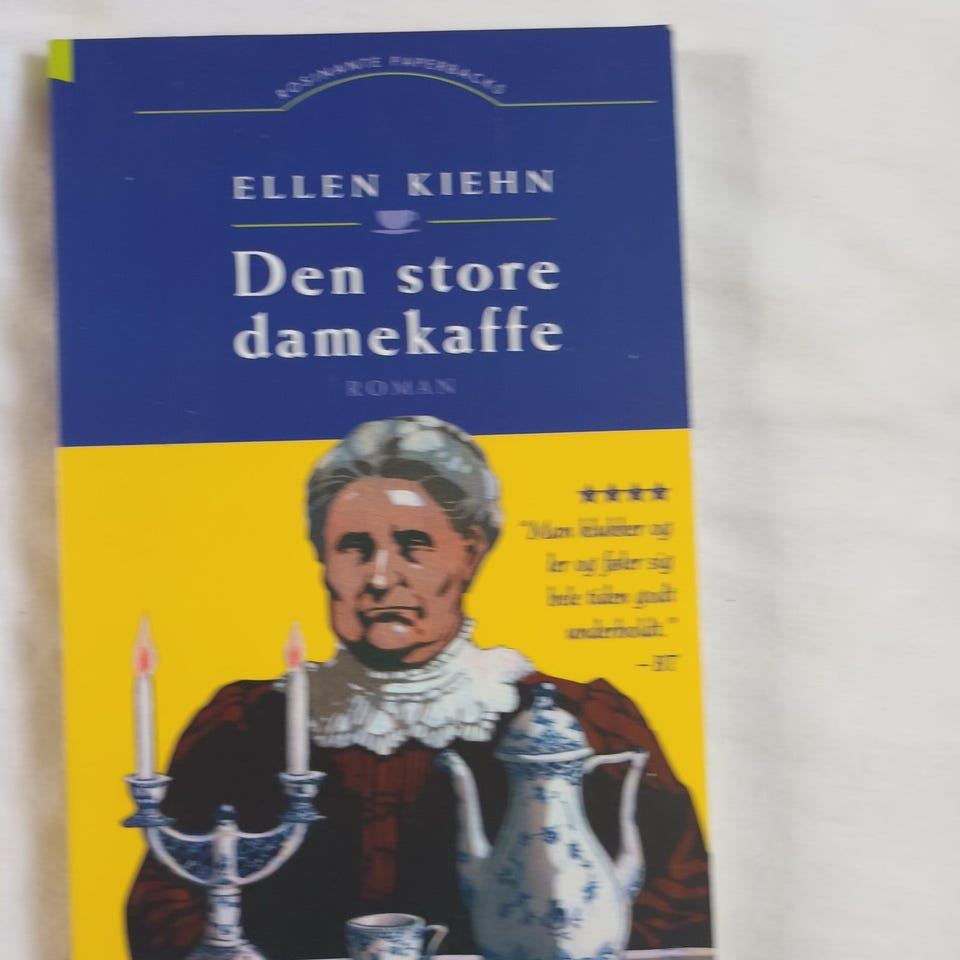 ROSINANTE PAPERBACKS
ELLEN KIEHN
Den store
damekaffe
ROMAN
★★★★
"Man klukker og
ler og føler sig
hele tiden godt
underholdt."
–BT